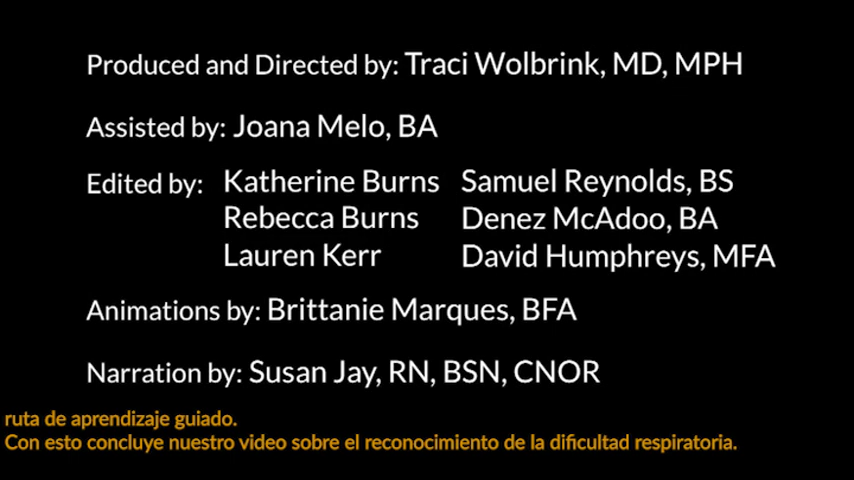 Produced and Directed by: Traci Wolbrink, MD, MPH
Assisted by: Joana Melo, BA
Edited by: Katherine Burns Samuel Reynolds, BS
Rebecca Burns Denez McAdoo, BA
Lauren Kerr David Humphreys, MFA
Animations by: Brittanie Marques, BFA
Narration by: Susan Jay, RN, BSN, CNOR
ruta de aprendizaje guiado.
Con esto concluye nuestro video sobre el reconocimiento de la dificultad respiratoria.